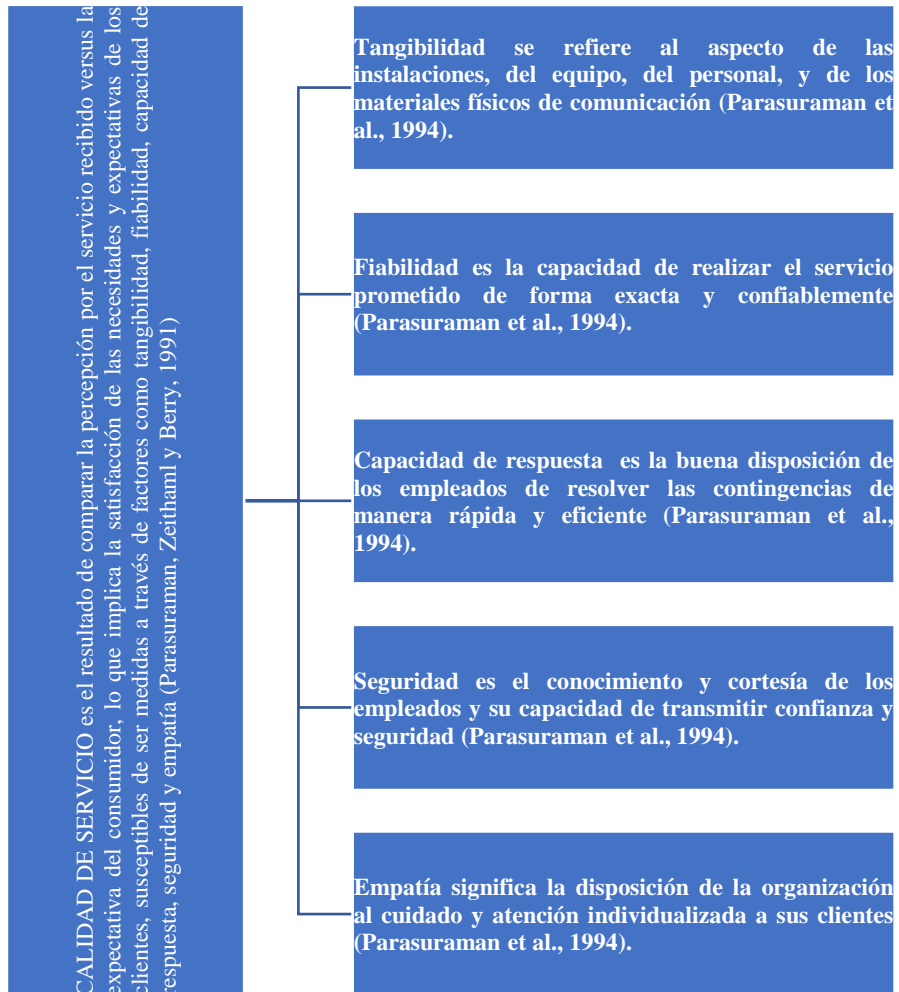 CALIDAD DE SERVICIO es el resultado de comparar la percepción por el servicio recibido versus la
expectativa del consumidor, lo que implica la satisfacción de las necesidades y expectativas de los
clientes, susceptibles de ser medidas a través de factores como tangibilidad, fiabilidad, capacidad de
respuesta, seguridad y empatía (Parasuraman, Zeithaml y Berry, 1991)
Tangibilidad se refiere al aspecto de las
instalaciones, del equipo, del personal, y de los
materiales físicos de comunicación (Parasuraman et
al., 1994).
Fiabilidad es la capacidad de realizar el servicio
prometido de forma exacta y confiablemente
(Parasuraman et al., 1994).
Capacidad de respuesta es la buena disposición de
los empleados de resolver las contingencias de
manera rápida y eficiente (Parasuraman et al.,
1994).
Seguridad es el conocimiento y cortesía de los
empleados y su capacidad de transmitir confianza y
seguridad (Parasuraman et al., 1994).
Empatía significa la disposición de la organización
al cuidado y atención individualizada a sus clientes
(Parasuraman et al., 1994).